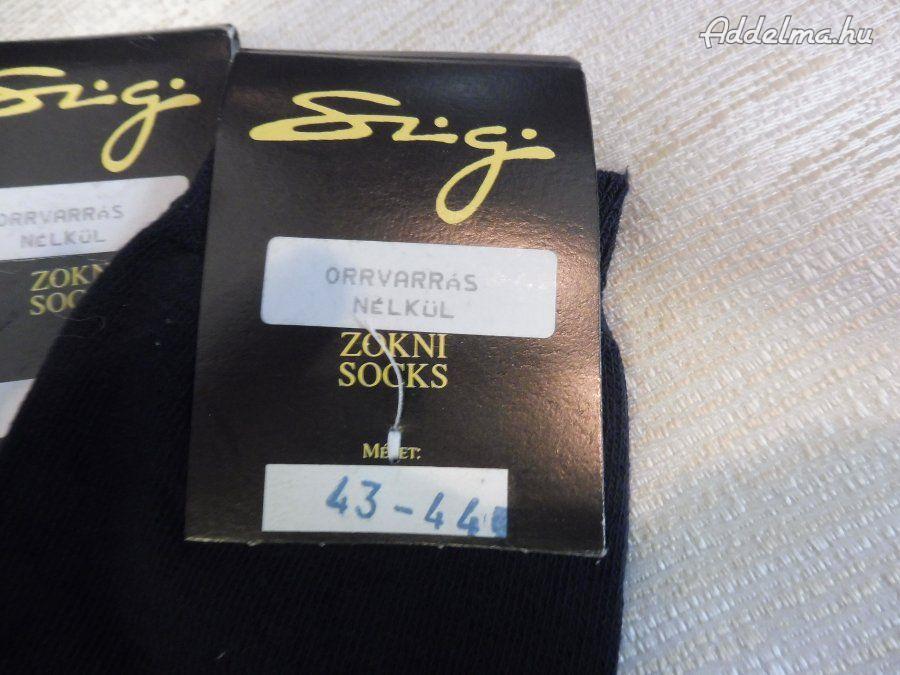 Addelma.hu
Szigi
ORRVARRÁS
NÉLKÜL
ZOKNI
SOCKS
ORRVARRÁS
NÉLKÜL
ZOKNI
SOCKS
Méret:
43-44